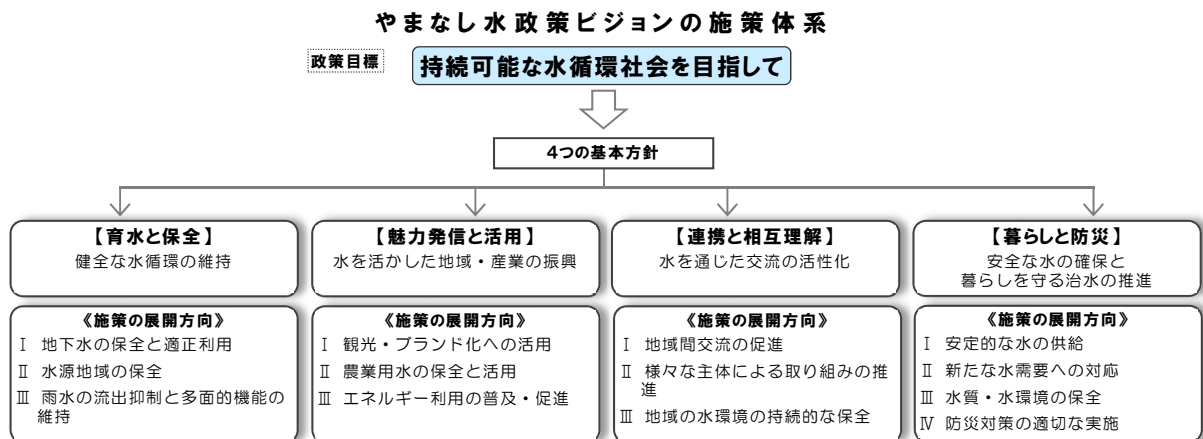 やまなし水政策ビジョンの施策体系
政策目標
持続可能な水循環社会を目指して
4つの基本方針
【育水と保全】
健全な水循環の維持
《施策の展開方向》
Ⅰ 地下水の保全と適正利用
Ⅱ 水源地域の保全
Ⅲ 雨水の流出抑制と多面的機能の
維持
【魅力発信と活用】
水を活かした地域・産業の振興
《施策の展開方向》
Ⅰ 観光・ブランド化への活用
Ⅱ 農業用水の保全と活用
Ⅲ エネルギー利用の普及・促進
【連携と相互理解】
水を通じた交流の活性化
《施策の展開方向》
Ⅰ 地域間交流の促進
Ⅱ 様々な主体による取り組みの推
進
Ⅲ 地域の水環境の持続的な保全
【暮らしと防災】
安全な水の確保と
暮らしを守る治水の推進
《施策の展開方向》
Ⅰ 安定的な水の供給
Ⅱ 新たな水需要への対応
Ⅲ 水質・水環境の保全
Ⅳ 防災対策の適切な実施